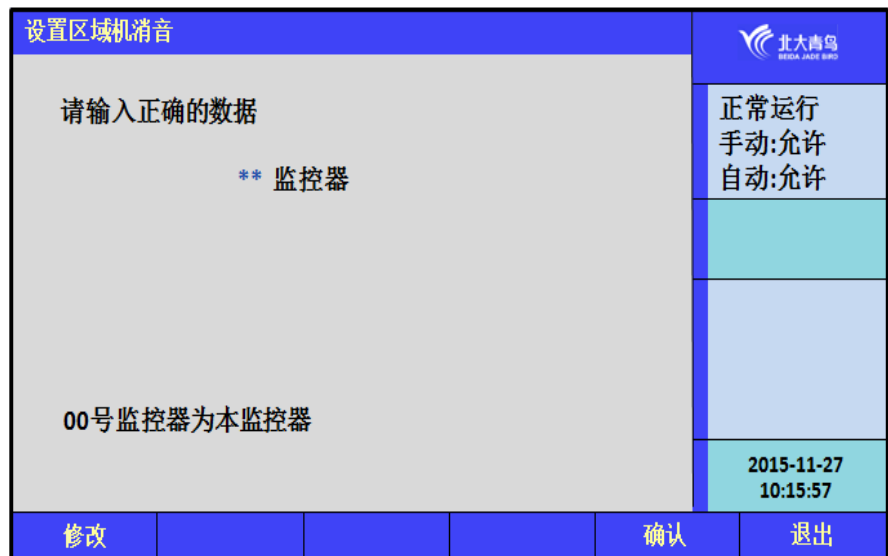 设置区域机消音
北大青鸟
BEIDA JADE BIRD
请输入正确的数据
** 监控器
00号监控器为本监控器
正常运行
手动:允许
自动:允许
2015-11-27
10:15:57
修改
确认
退出